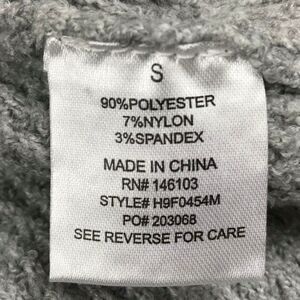 S
90%POLYESTER
7%NYLON
3%SPANDEX
MADE IN CHINA
RN# 146103
STYLE# H9F0454M
PO# 203068
SEE REVERSE FOR CARE